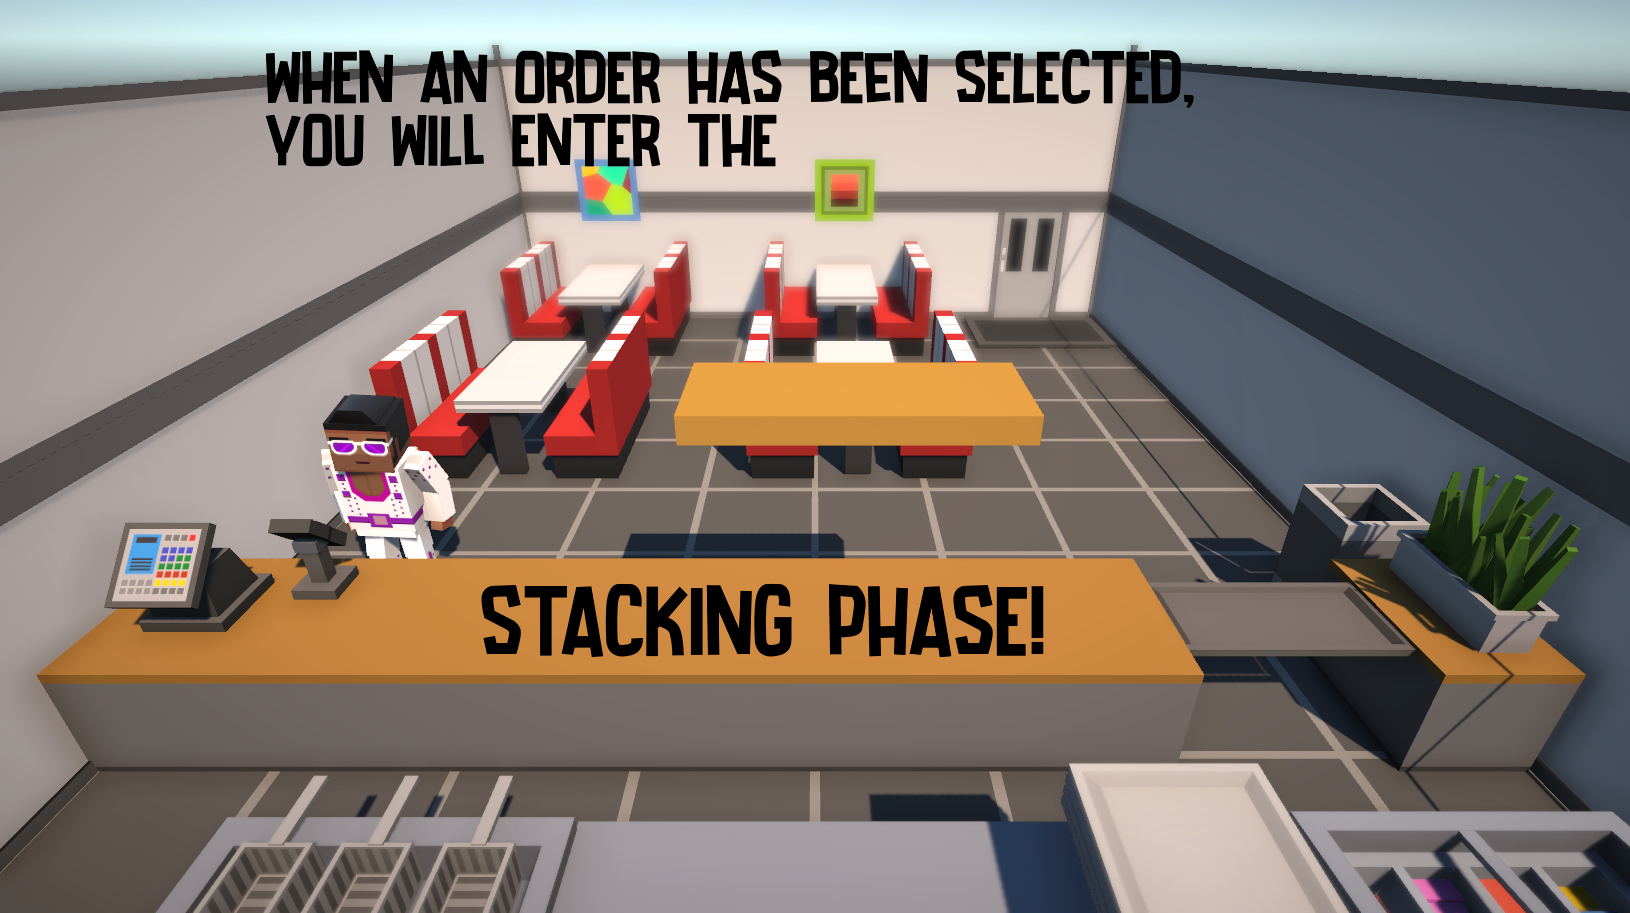 WHEN AN ORDER HAS BEEN SELECTED,
YOU WILL ENTER THE
STACKING PHASE!